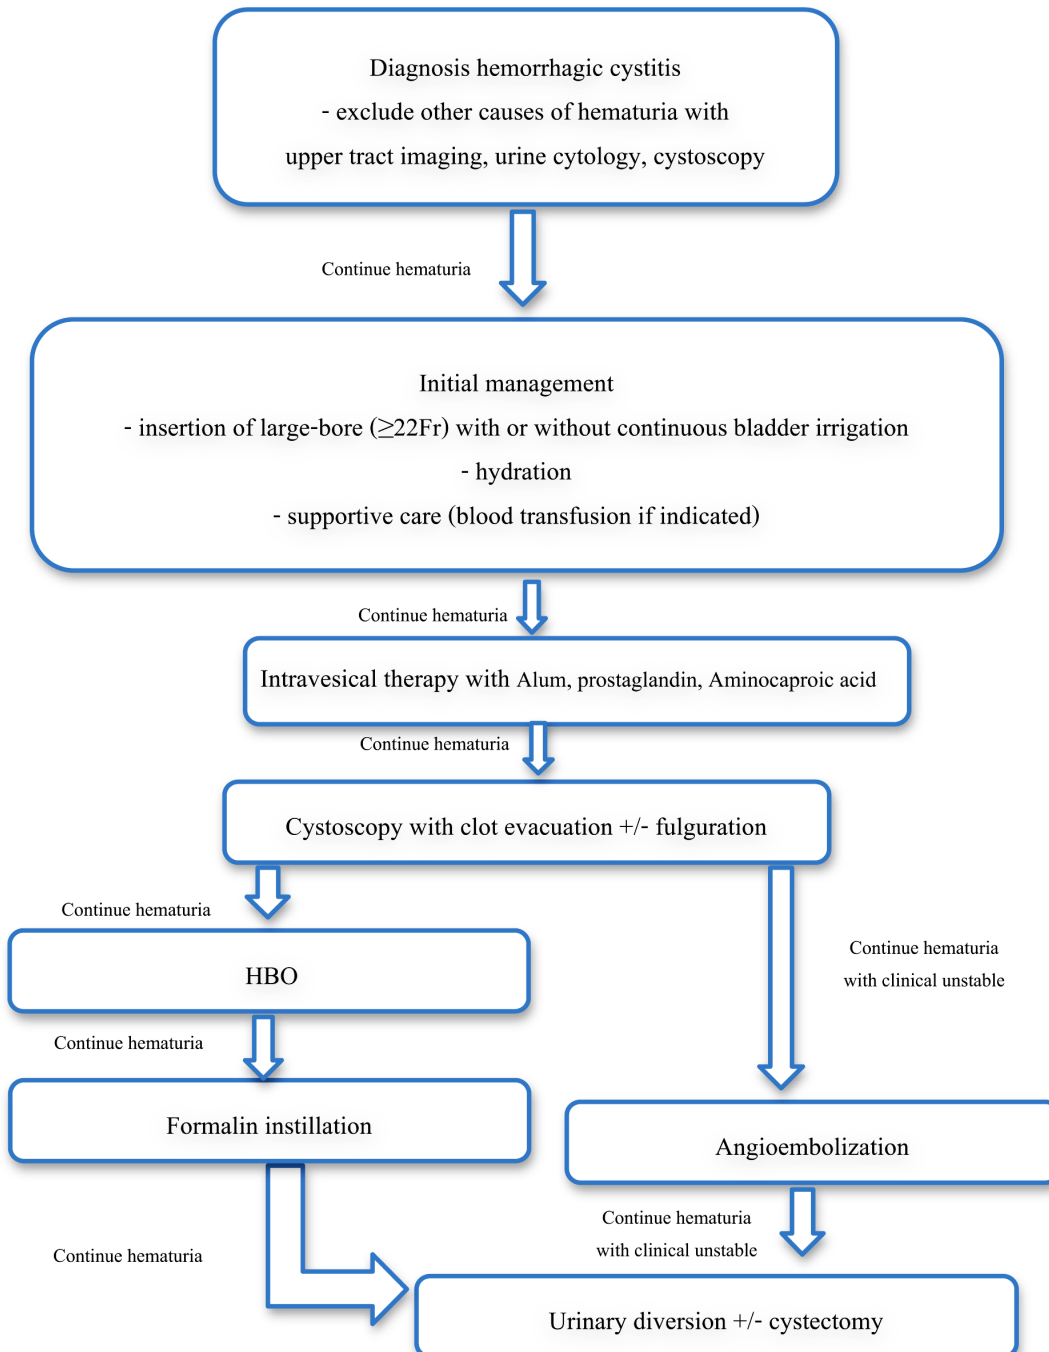 Diagnosis hemorrhagic cystitis
- exclude other causes of hematuria with
upper tract imaging, urine cytology, cystoscopy
Continue hematuria
Initial management
- insertion of large-bore (≥22Fr) with or without continuous bladder irrigation
- hydration
- supportive care (blood transfusion if indicated)
Continue hematuria
Intravesical therapy with Alum, prostaglandin, Aminocaproic acid
Continue hematuria
Cystoscopy with clot evacuation +/- fulguration
Continue hematuria
HBO
Continue hematuria
with clinical unstable
Continue hematuria
Formalin instillation
Angioembolization
Continue hematuria
with clinical unstable
Continue hematuria
Urinary diversion +/- cystectomy